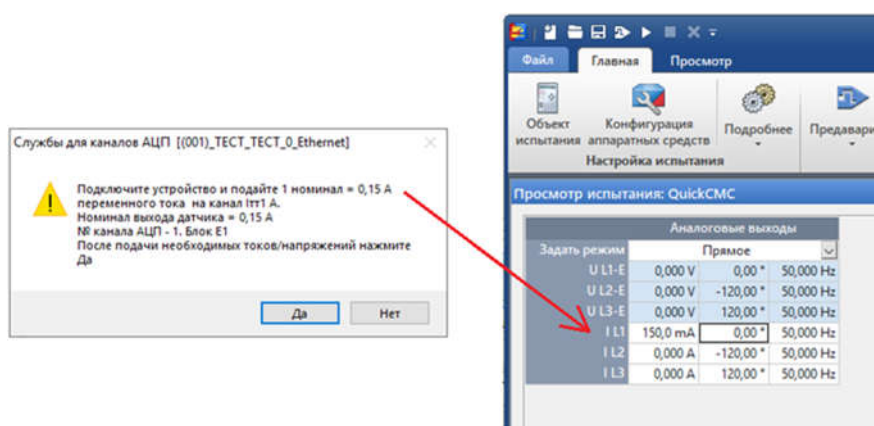 Службы для каналов АЦП [(001)_ТЕСТ_ТЕСТ_0_Ethernet]
Подключите устройство и подайте 1 номинал = 0,15 А
переменного тока на канал Iтт1 А.
Номинал выхода датчика = 0,15 А
№ канала АЦП - 1. Блок Е1
После подачи необходимых токов/напряжений нажмите
Да
Да Нет
Файл Главная Просмотр
Объект испытания
Конфигурация аппаратных средств
Подробнее
Предавари
Настройка испытания
Просмотр испытания: QuickCMC
Аналоговые выходы
Задать режим Прямое
U L1-E 0,000 V 0,00 ° 50,000 Hz
U L2-E 0,000 V -120,00 ° 50,000 Hz
U L3-E 0,000 V 120,00 ° 50,000 Hz
I L1 150,0 mA 0,00 ° 50,000 Hz
I L2 0,000 A -120,00 ° 50,000 Hz
I L3 0,000 A 120,00 ° 50,000 Hz